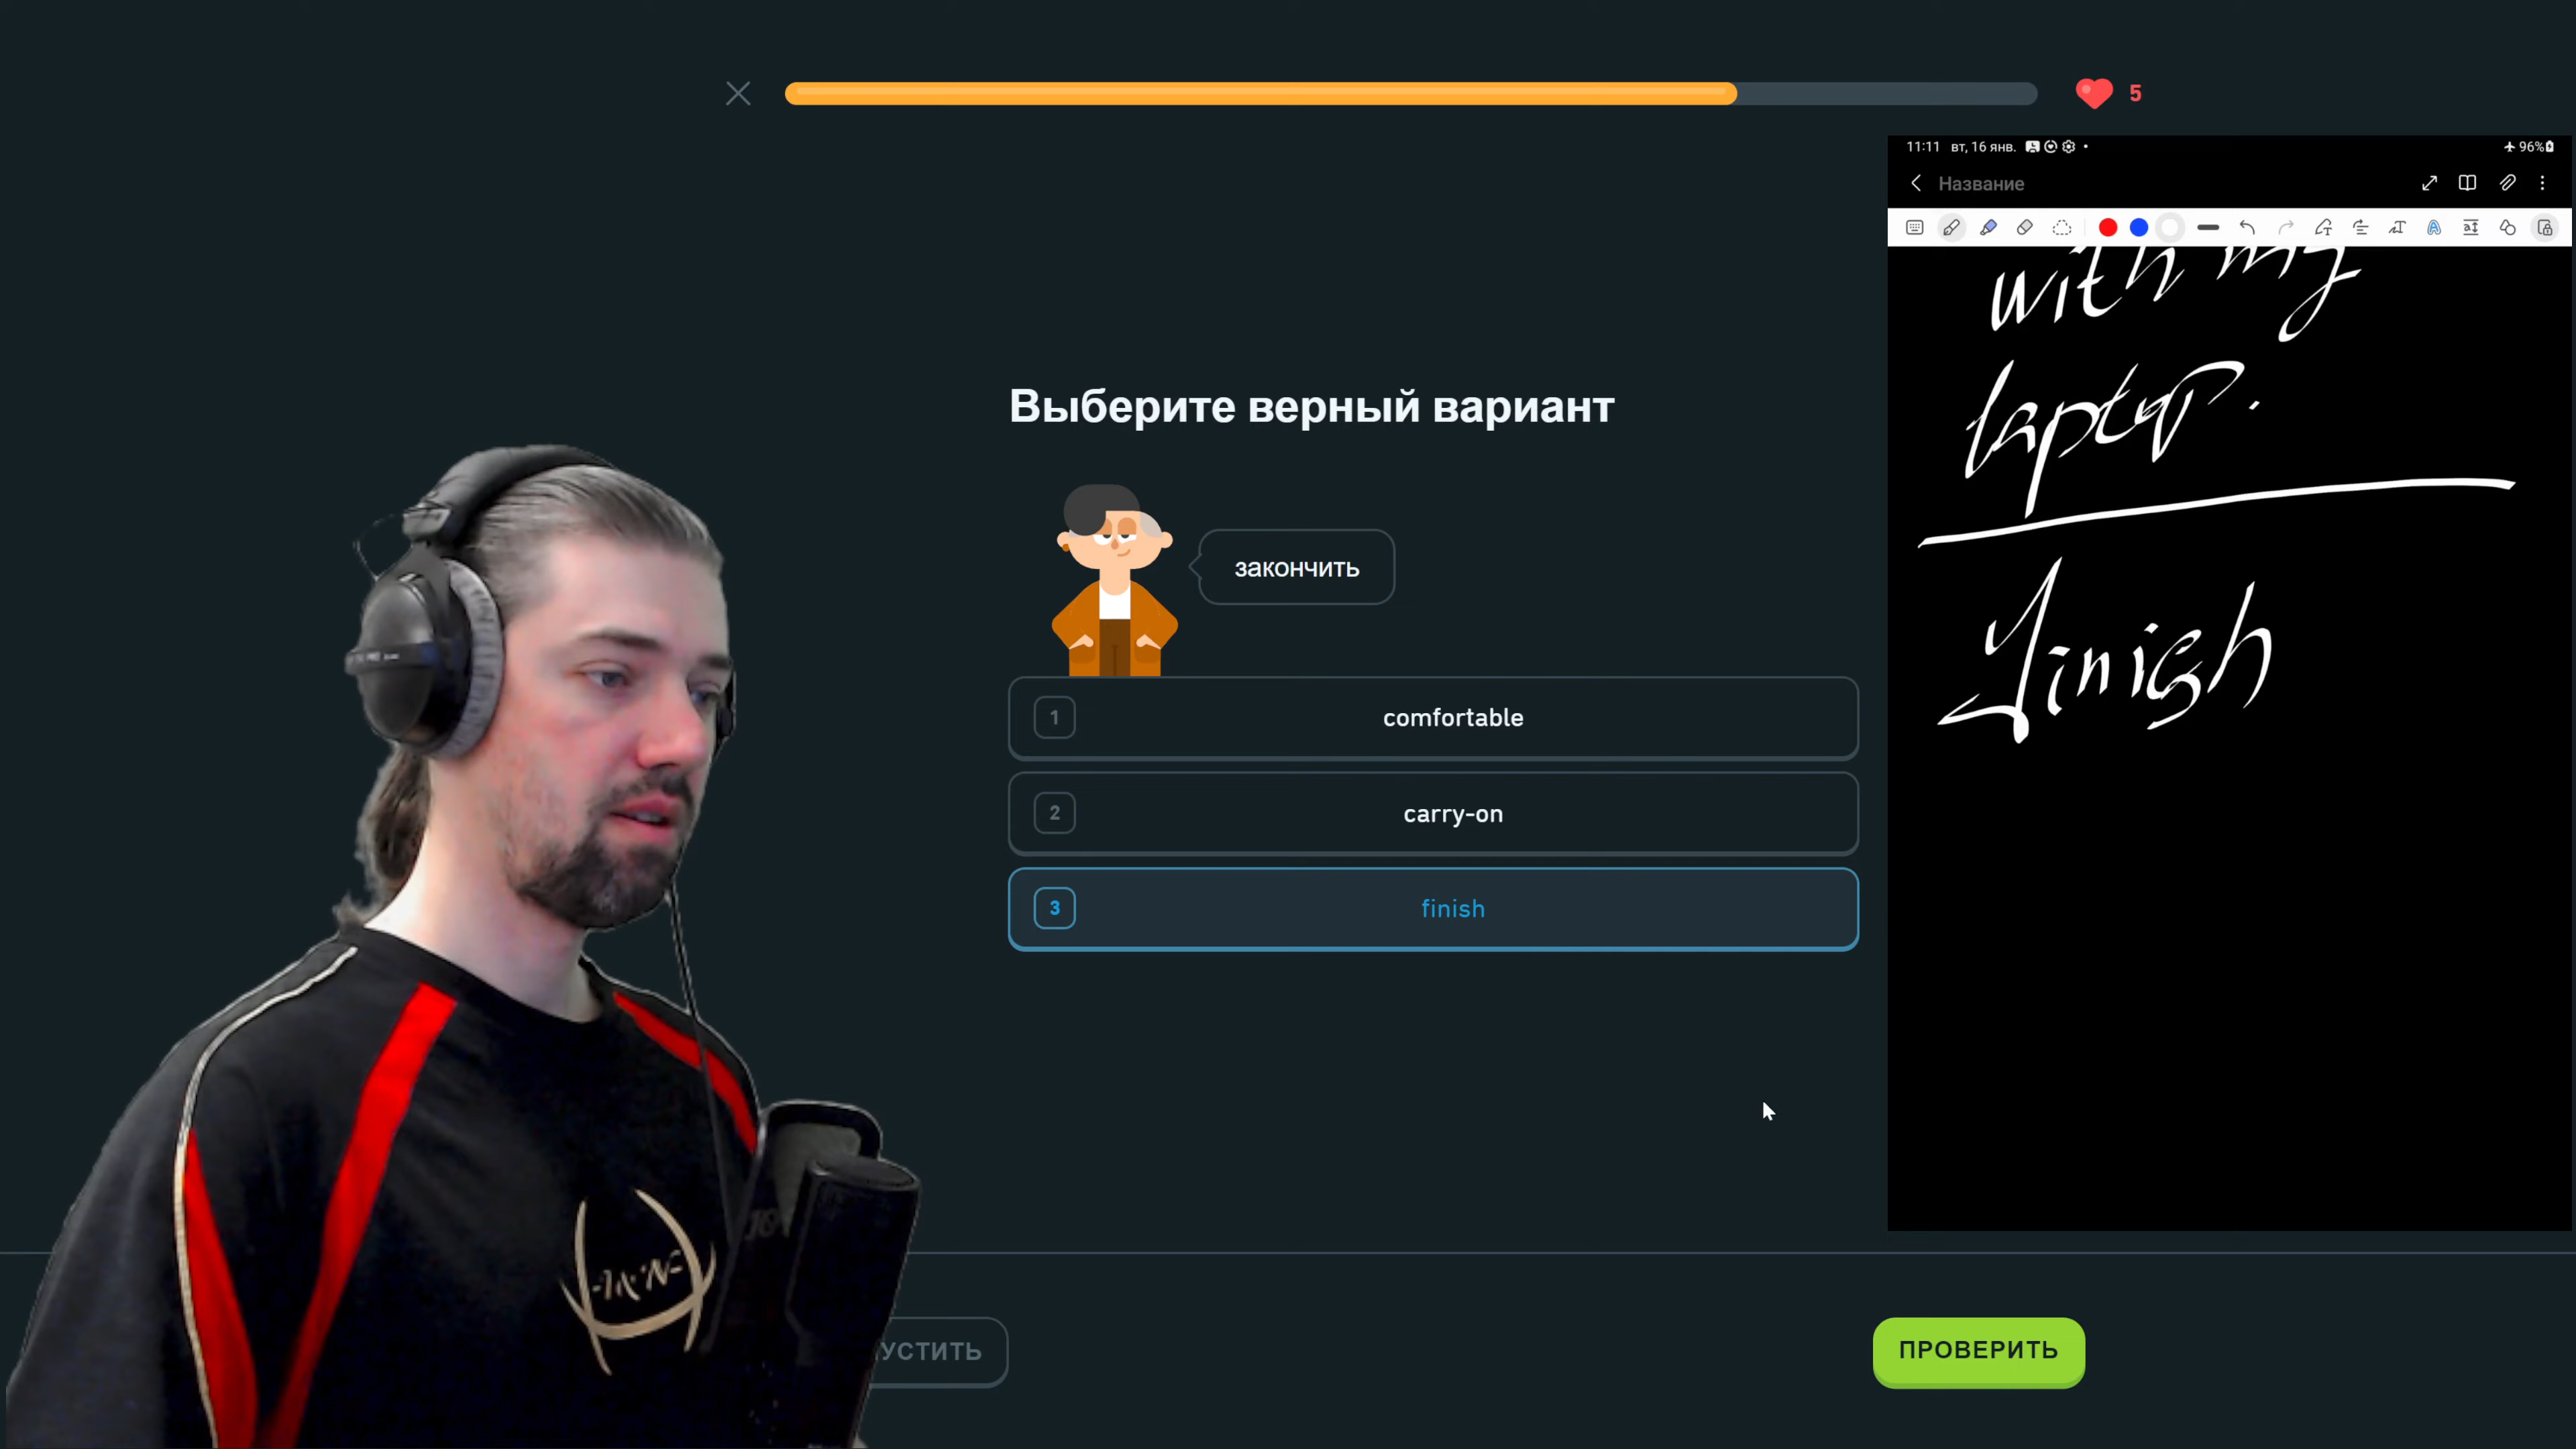 5
11:11 вт, 16 янв. 96%
Название
with my
laptop.
finish
Выберите верный вариант
закончить
1 comfortable
2 carry-on
3 finish
УСТИТЬ
ПРОВЕРИТЬ